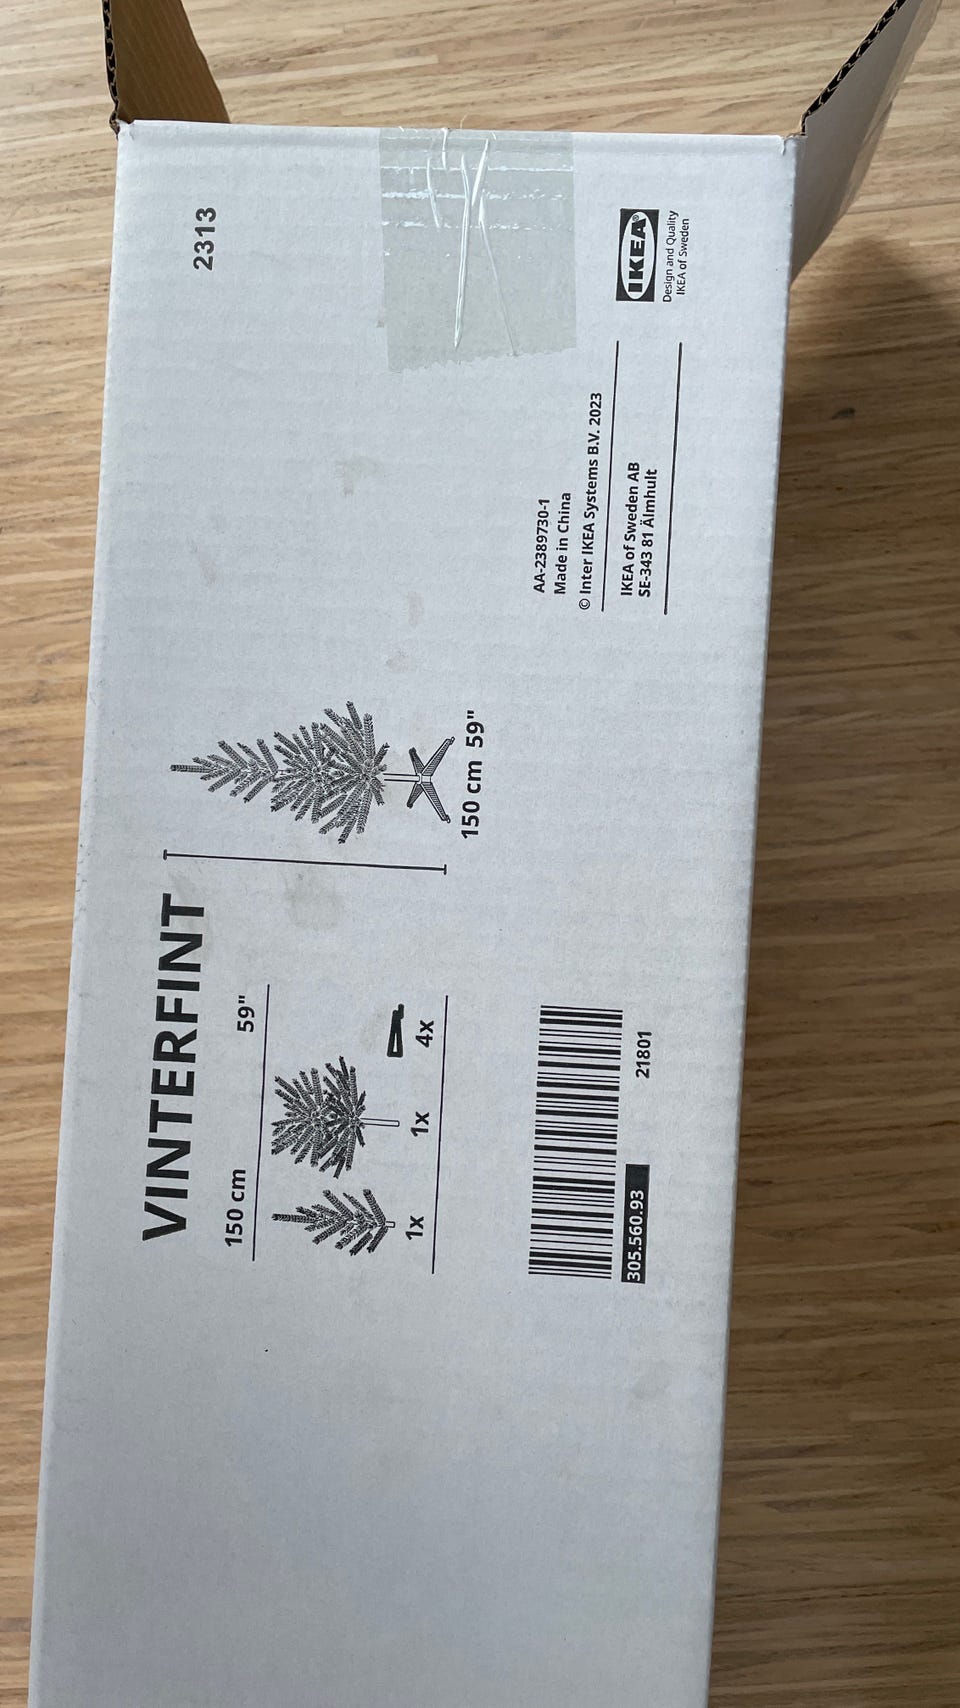 VINTERFINT
150 cm 59"
1x 1x 4x
150 cm 59"
305.560.93
21801
AA-2389730-1
Made in China
© Inter IKEA Systems B.V. 2023
IKEA of Sweden AB
SE-343 81 Älmhult
2313
IKEA®
Design and Quality
IKEA of Sweden